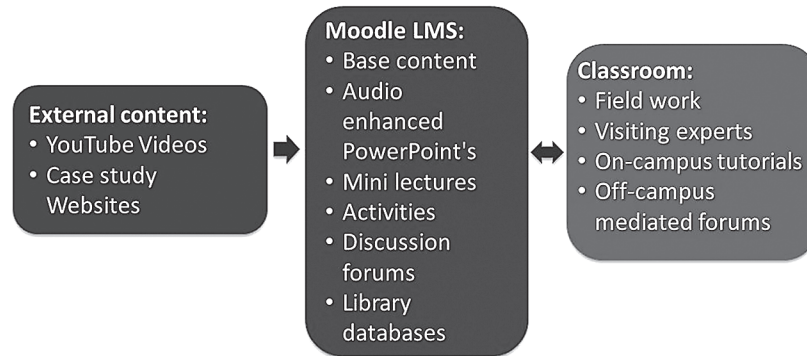 External content:
• YouTube Videos
• Case study
Websites
Moodle LMS:
• Base content
• Audio
enhanced
PowerPoint's
• Mini lectures
• Activities
• Discussion
forums
• Library
databases
Classroom:
• Field work
• Visiting experts
• On-campus tutorials
• Off-campus
mediated forums